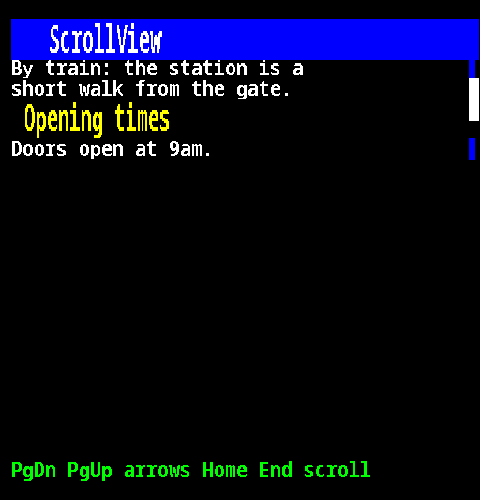 ScrollView
By train: the station is a
short walk from the gate.
Opening times
Doors open at 9am.
PgDn PgUp arrows Home End scroll